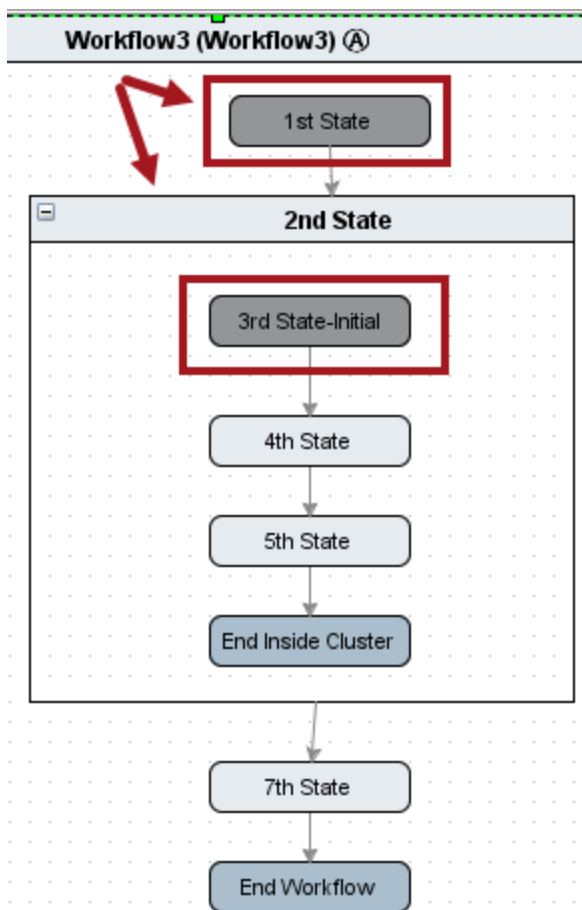 Workflow3 (Workflow3) Ⓐ
1st State
2nd State
3rd State-Initial
4th State
5th State
End Inside Cluster
7th State
End Workflow